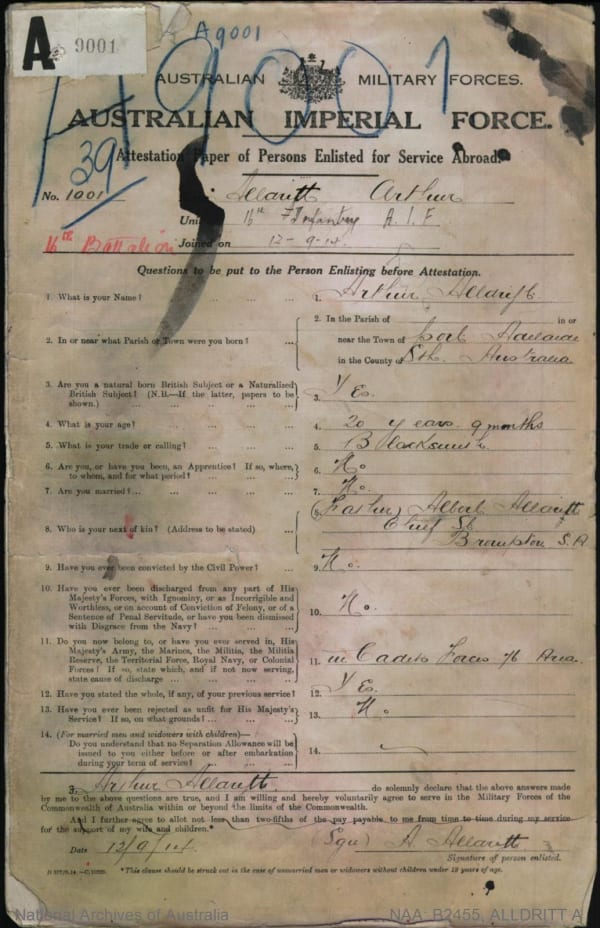 A 9001
A9001
A9001
AUSTRALIAN MILITARY FORCES.
AUSTRALIAN IMPERIAL FORCE.
39
Attestation Paper of Persons Enlisted for Service Abroad.
No. 1001 Alldritt Arthur
Unit 16th Infantry A.I.F
16th Battalion Joined on 12-9-14.
Questions to be put to the Person Enlisting before Attestation.
1. What is your Name? ... ... ... 1. Arthur Alldritt
2. In or near what Parish or Town were you born? ... 2. In the Parish of in or
near the Town of Port Adelaide
in the County of Sth. Australia
3. Are you a natural born British Subject or a Naturalized
British Subject? (N.B.—If the latter, papers to be
shown.) ... ... ... ... 3. Yes.
4. What is your age? ... ... ... 4. 20 years 9 months
5. What is your trade or calling? ... ... 5. Blacksmith
6. Are you, or have you been, an Apprentice? If so, where,
to whom, and for what period? ... ... 6. No
7. Are you married? ... ... ... ... 7. No.
8. Who is your next of kin? (Address to be stated) ... 8. (Father) Albert Alldritt
Chief St
Brompton S.A
9. Have you ever been convicted by the Civil Power? ... 9. No.
10. Have you ever been discharged from any part of His
Majesty's Forces, with Ignominy, or as Incorrigible and
Worthless, or on account of Conviction of Felony, or of a
Sentence of Penal Servitude, or have you been dismissed
with Disgrace from the Navy? ... ... ... 10. No.
11. Do you now belong to, or have you ever served in, His
Majesty's Army, the Marines, the Militia, the Militia
Reserve, the Territorial Force, Royal Navy, or Colonial
Forces? If so, state which, and if not now serving,
state cause of discharge ... ... ... 11. in Cadets
12. Have you stated the whole, if any, of your previous service? 12. Yes.
13. Have you ever been rejected as unfit for His Majesty's
Service? If so, on what grounds? ... ... 13. No
14. (For married men and widowers with children)—
Do you understand that no Separation Allowance will be
issued to you either before or after embarkation
during your term of service? ... ... 14.
I, Arthur Alldritt do solemnly declare that the above answers made
by me to the above questions are true, and I am willing and hereby voluntarily agree to serve in the Military Forces of the
Commonwealth of Australia within or beyond the limits of the Commonwealth.
And I further agree to allot not less than two-fifths of the pay payable to me from time to time during my service
for the support of my wife and children.*
Date 12/9/14 (Sgd) A. Alldritt
Signature of person enlisted.
*This clause should be struck out in the case of unmarried men or widowers without children under 18 years of age.
National Archives of Australia NAA: B2455, ALLDRITT A